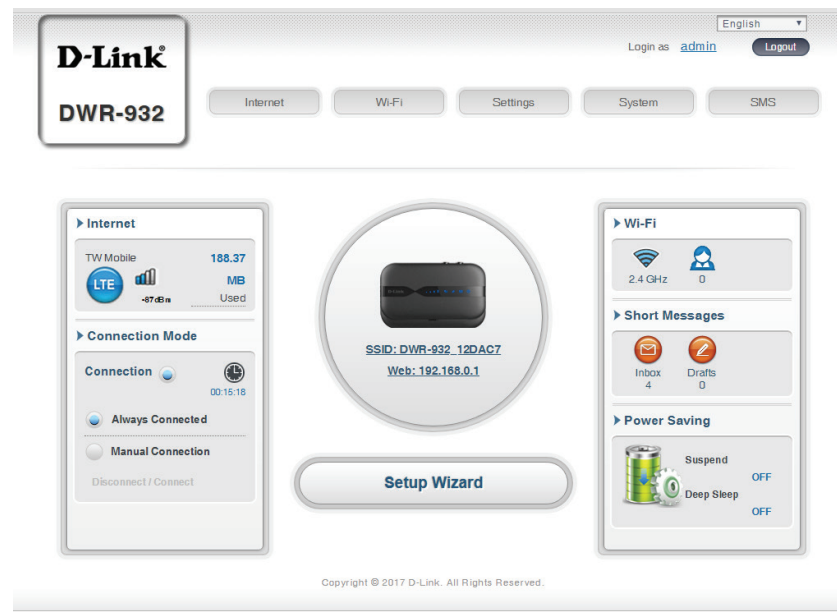 English
Login as admin Logout
D-Link®
DWR-932
Internet Wi-Fi Settings System SMS
Internet
TW Mobile 188.37
MB
LTE
-87dBm Used
Connection Mode
Connection
00:15:18
Always Connected
Manual Connection
Disconnect / Connect
D-Link
SSID: DWR-932_12DAC7
Web: 192.168.0.1
Setup Wizard
Wi-Fi
2.4 GHz 0
Short Messages
Inbox Drafts
4 0
Power Saving
Suspend
OFF
Deep Sleep
OFF
Copyright © 2017 D-Link. All Rights Reserved.